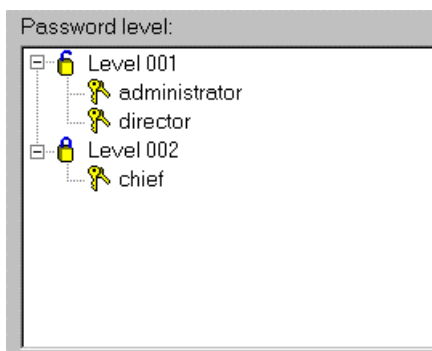 Password level:
Level 001
administrator
director
Level 002
chief